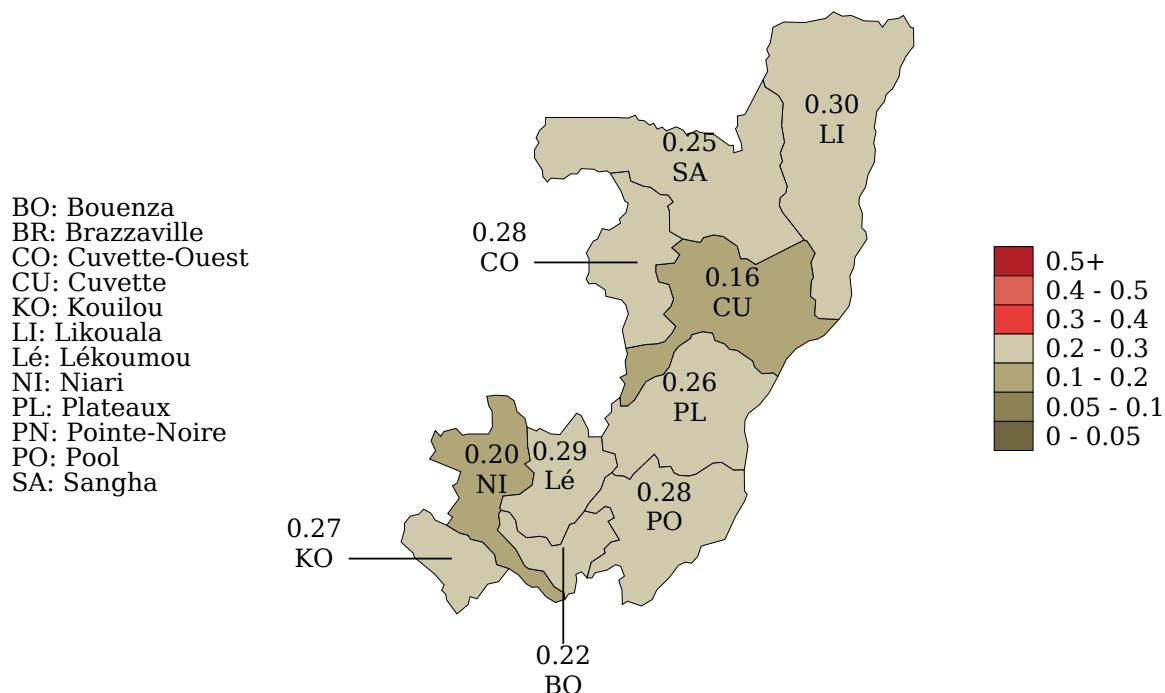 0.30
LI
0.25
SA
BO: Bouenza
BR: Brazzaville
CO: Cuvette-Ouest
CU: Cuvette
KO: Kouilou
LI: Likouala
Lé: Lékoumou
NI: Niari
PL: Plateaux
PN: Pointe-Noire
PO: Pool
SA: Sangha
0.28
CO
0.16
CU
0.5+
0.4 - 0.5
0.3 - 0.4
0.2 - 0.3
0.1 - 0.2
0.05 - 0.1
0 - 0.05
0.26
PL
0.20
NI
0.29
Lé
0.28
PO
0.27
KO
0.22
BO